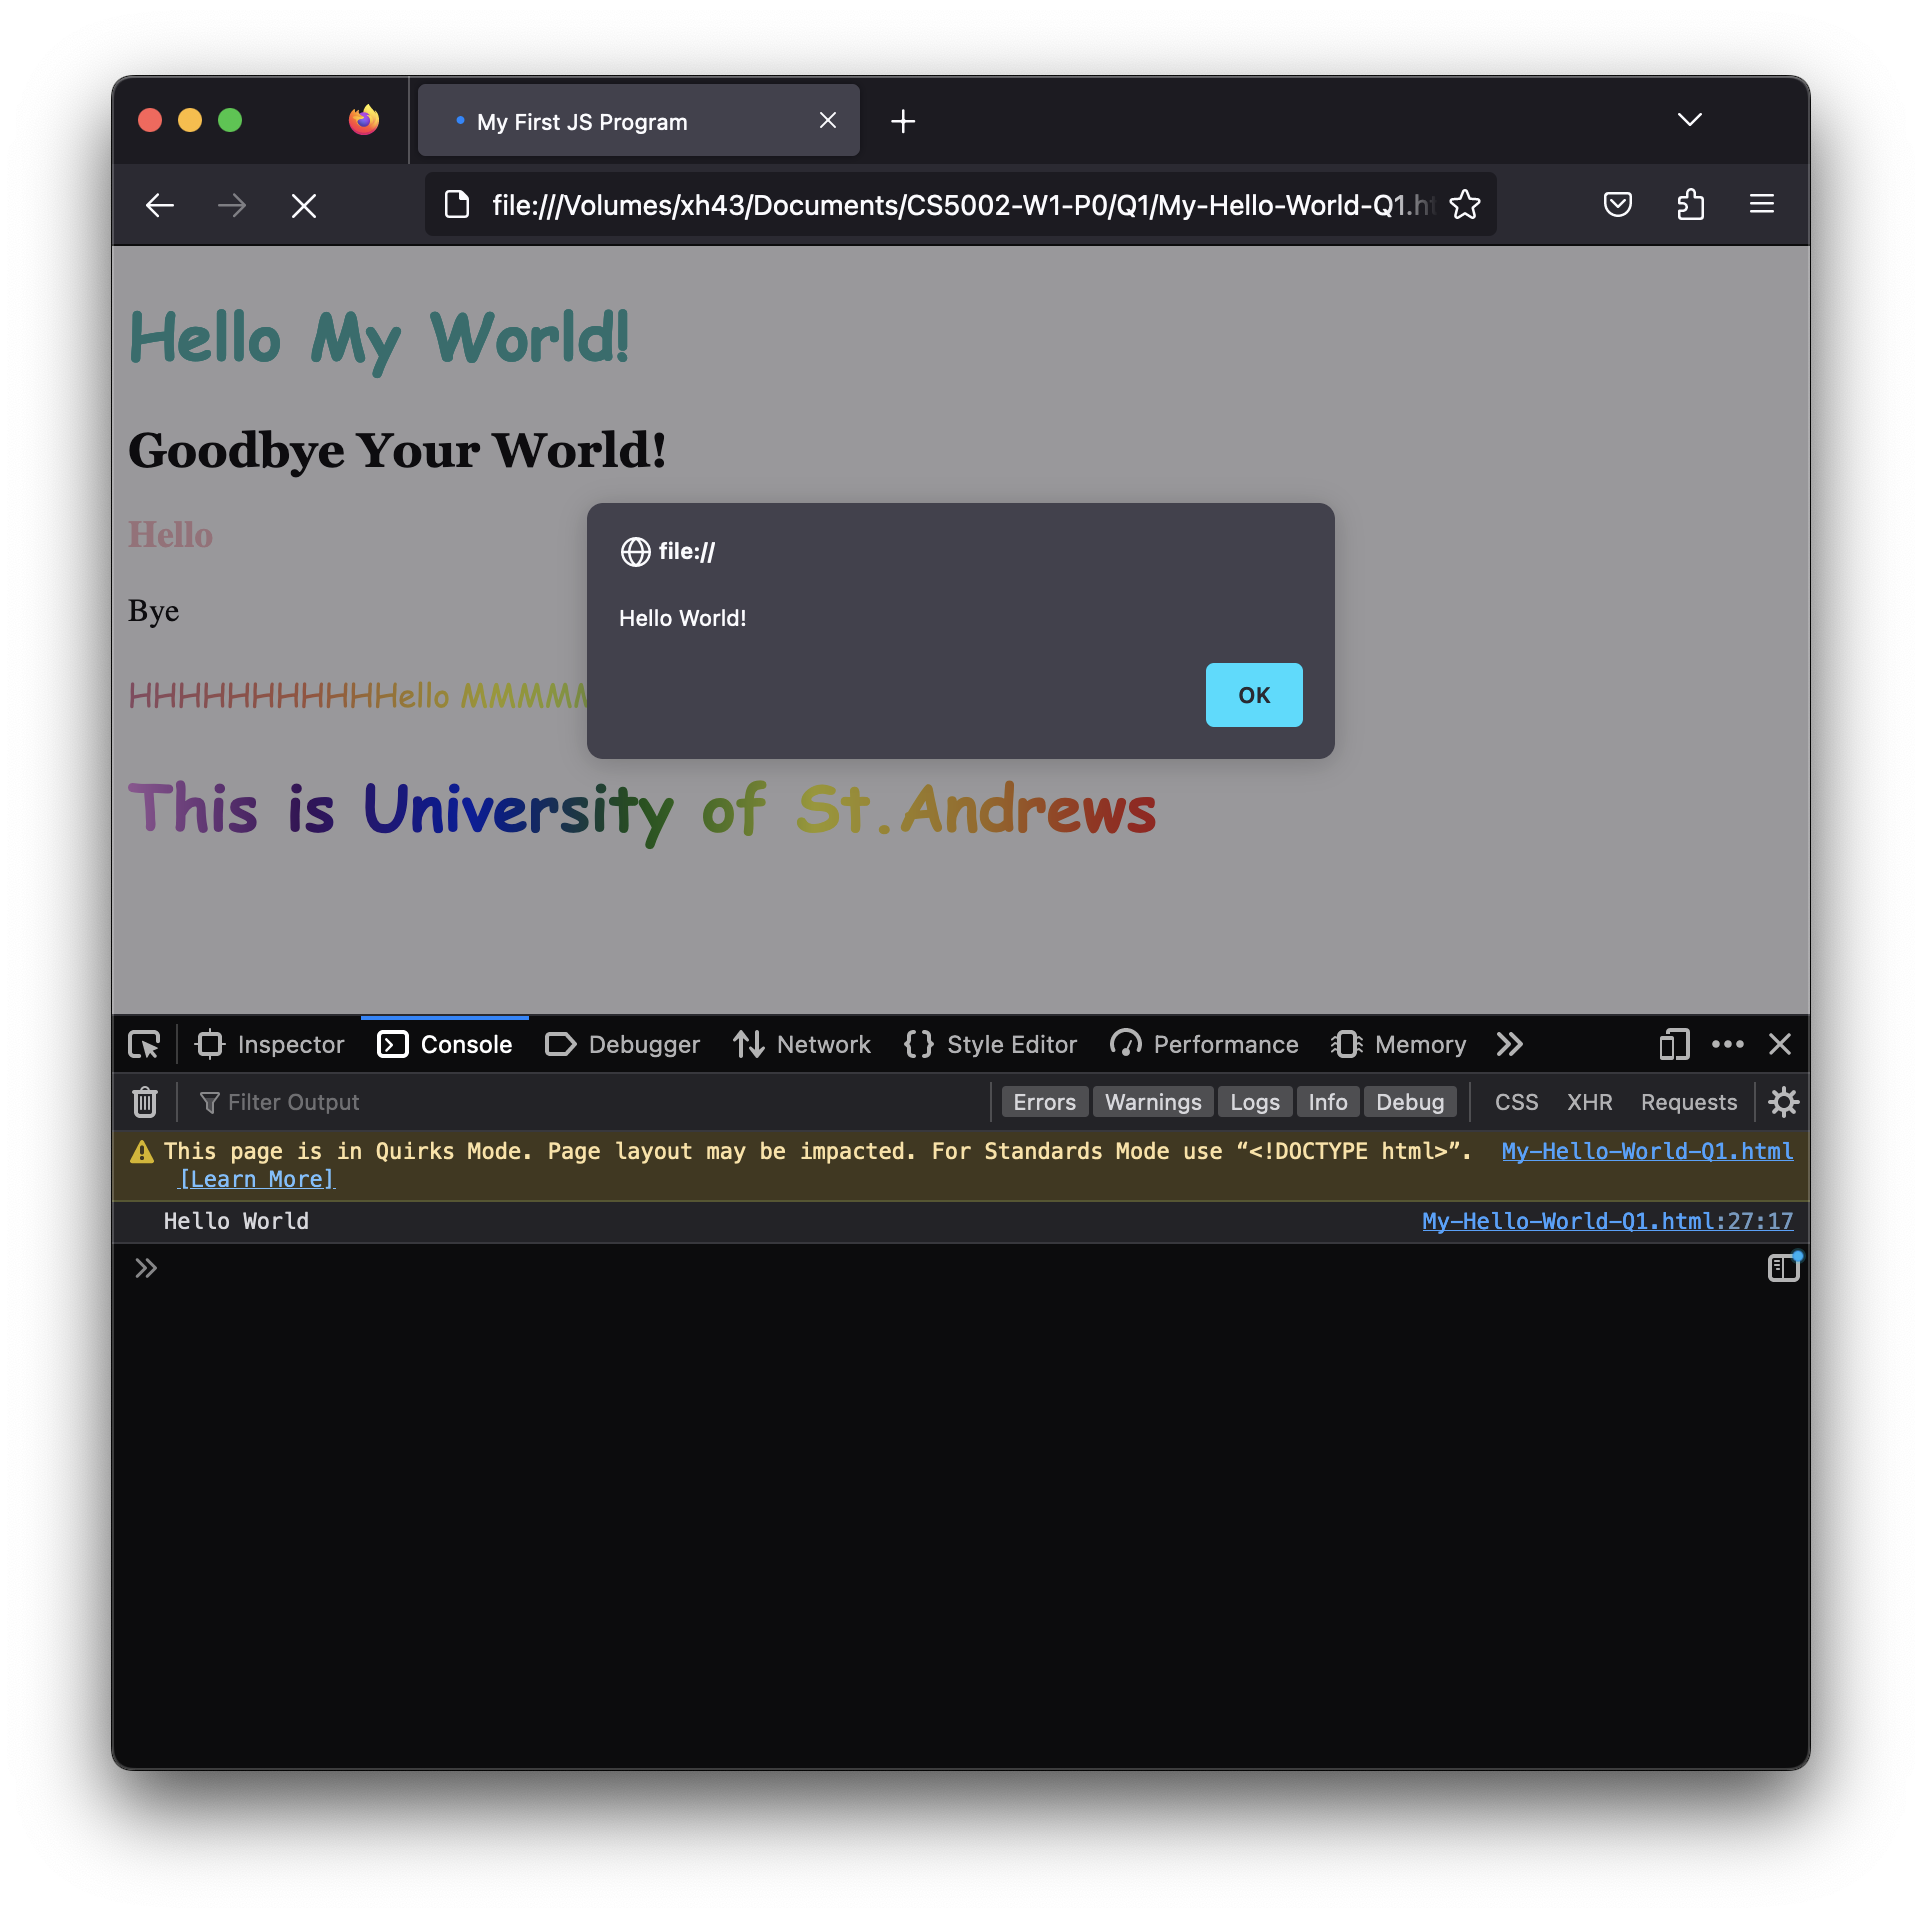 My First JS Program
file:///Volumes/xh43/Documents/CS5002-W1-P0/Q1/My-Hello-World-Q1.ht
Hello My World!
Goodbye Your World!
Hello
file://
Hello World!
Bye
HHHHHHHHHHHello MMMMM
OK
This is University of St.Andrews
Inspector Console Debugger Network Style Editor Performance Memory
Filter Output Errors Warnings Logs Info Debug CSS XHR Requests
This page is in Quirks Mode. Page layout may be impacted. For Standards Mode use “<!DOCTYPE html>”. My-Hello-World-Q1.html
[Learn More]
Hello World My-Hello-World-Q1.html:27:17